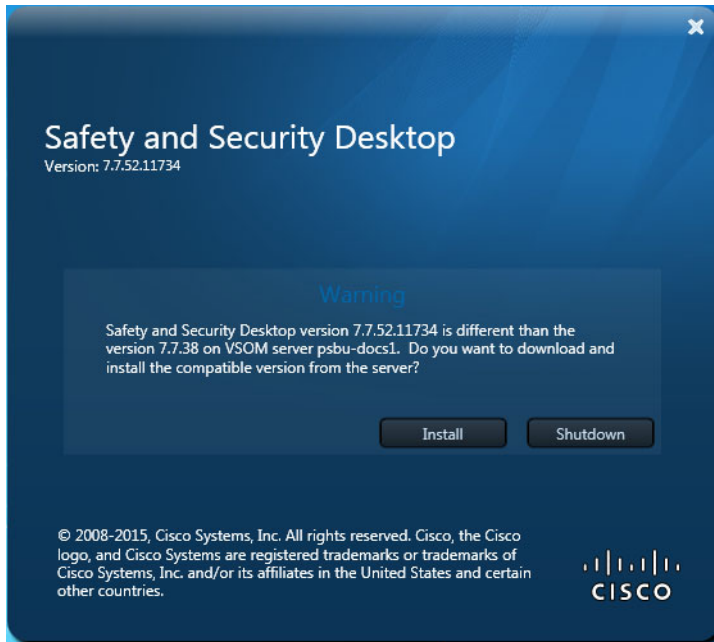 Safety and Security Desktop
Version: 7.7.52.11734
Warning
Safety and Security Desktop version 7.7.52.11734 is different than the
version 7.7.38 on VSOM server psbu-docs1.  Do you want to download and
install the compatible version from the server?
Install
Shutdown
© 2008-2015, Cisco Systems, Inc. All rights reserved. Cisco, the Cisco
logo, and Cisco Systems are registered trademarks or trademarks of
Cisco Systems, Inc. and/or its affiliates in the United States and certain
other countries.
CISCO